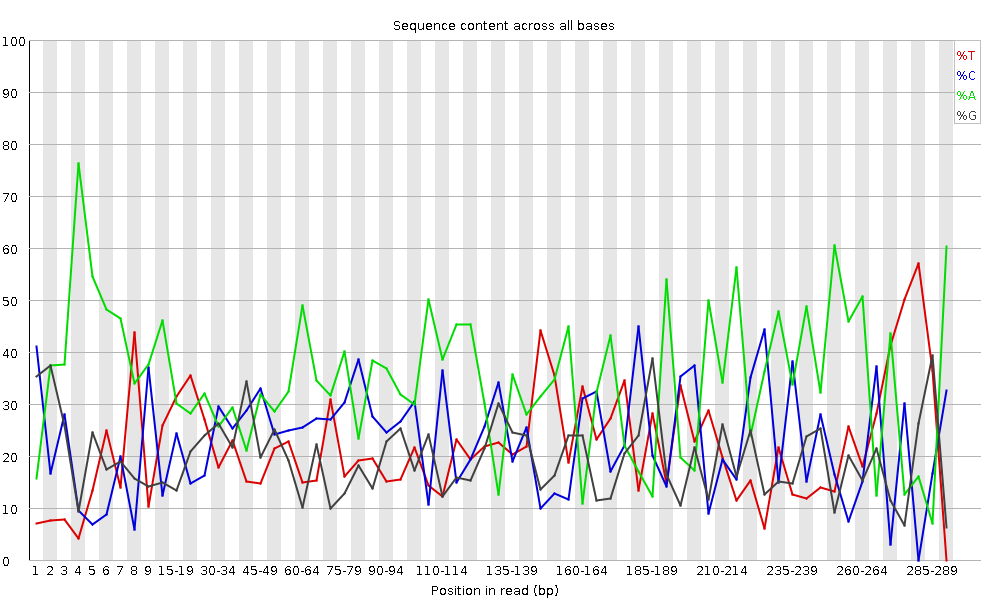 Sequence content across all bases
100
90
80
70
60
50
40
30
20
10
0
%T
%C
%A
%G
1 2 3 4 5 6 7 8 9 15-19 30-34 45-49 60-64 75-79 90-94 110-114 135-139 160-164 185-189 210-214 235-239 260-264 285-289
Position in read (bp)